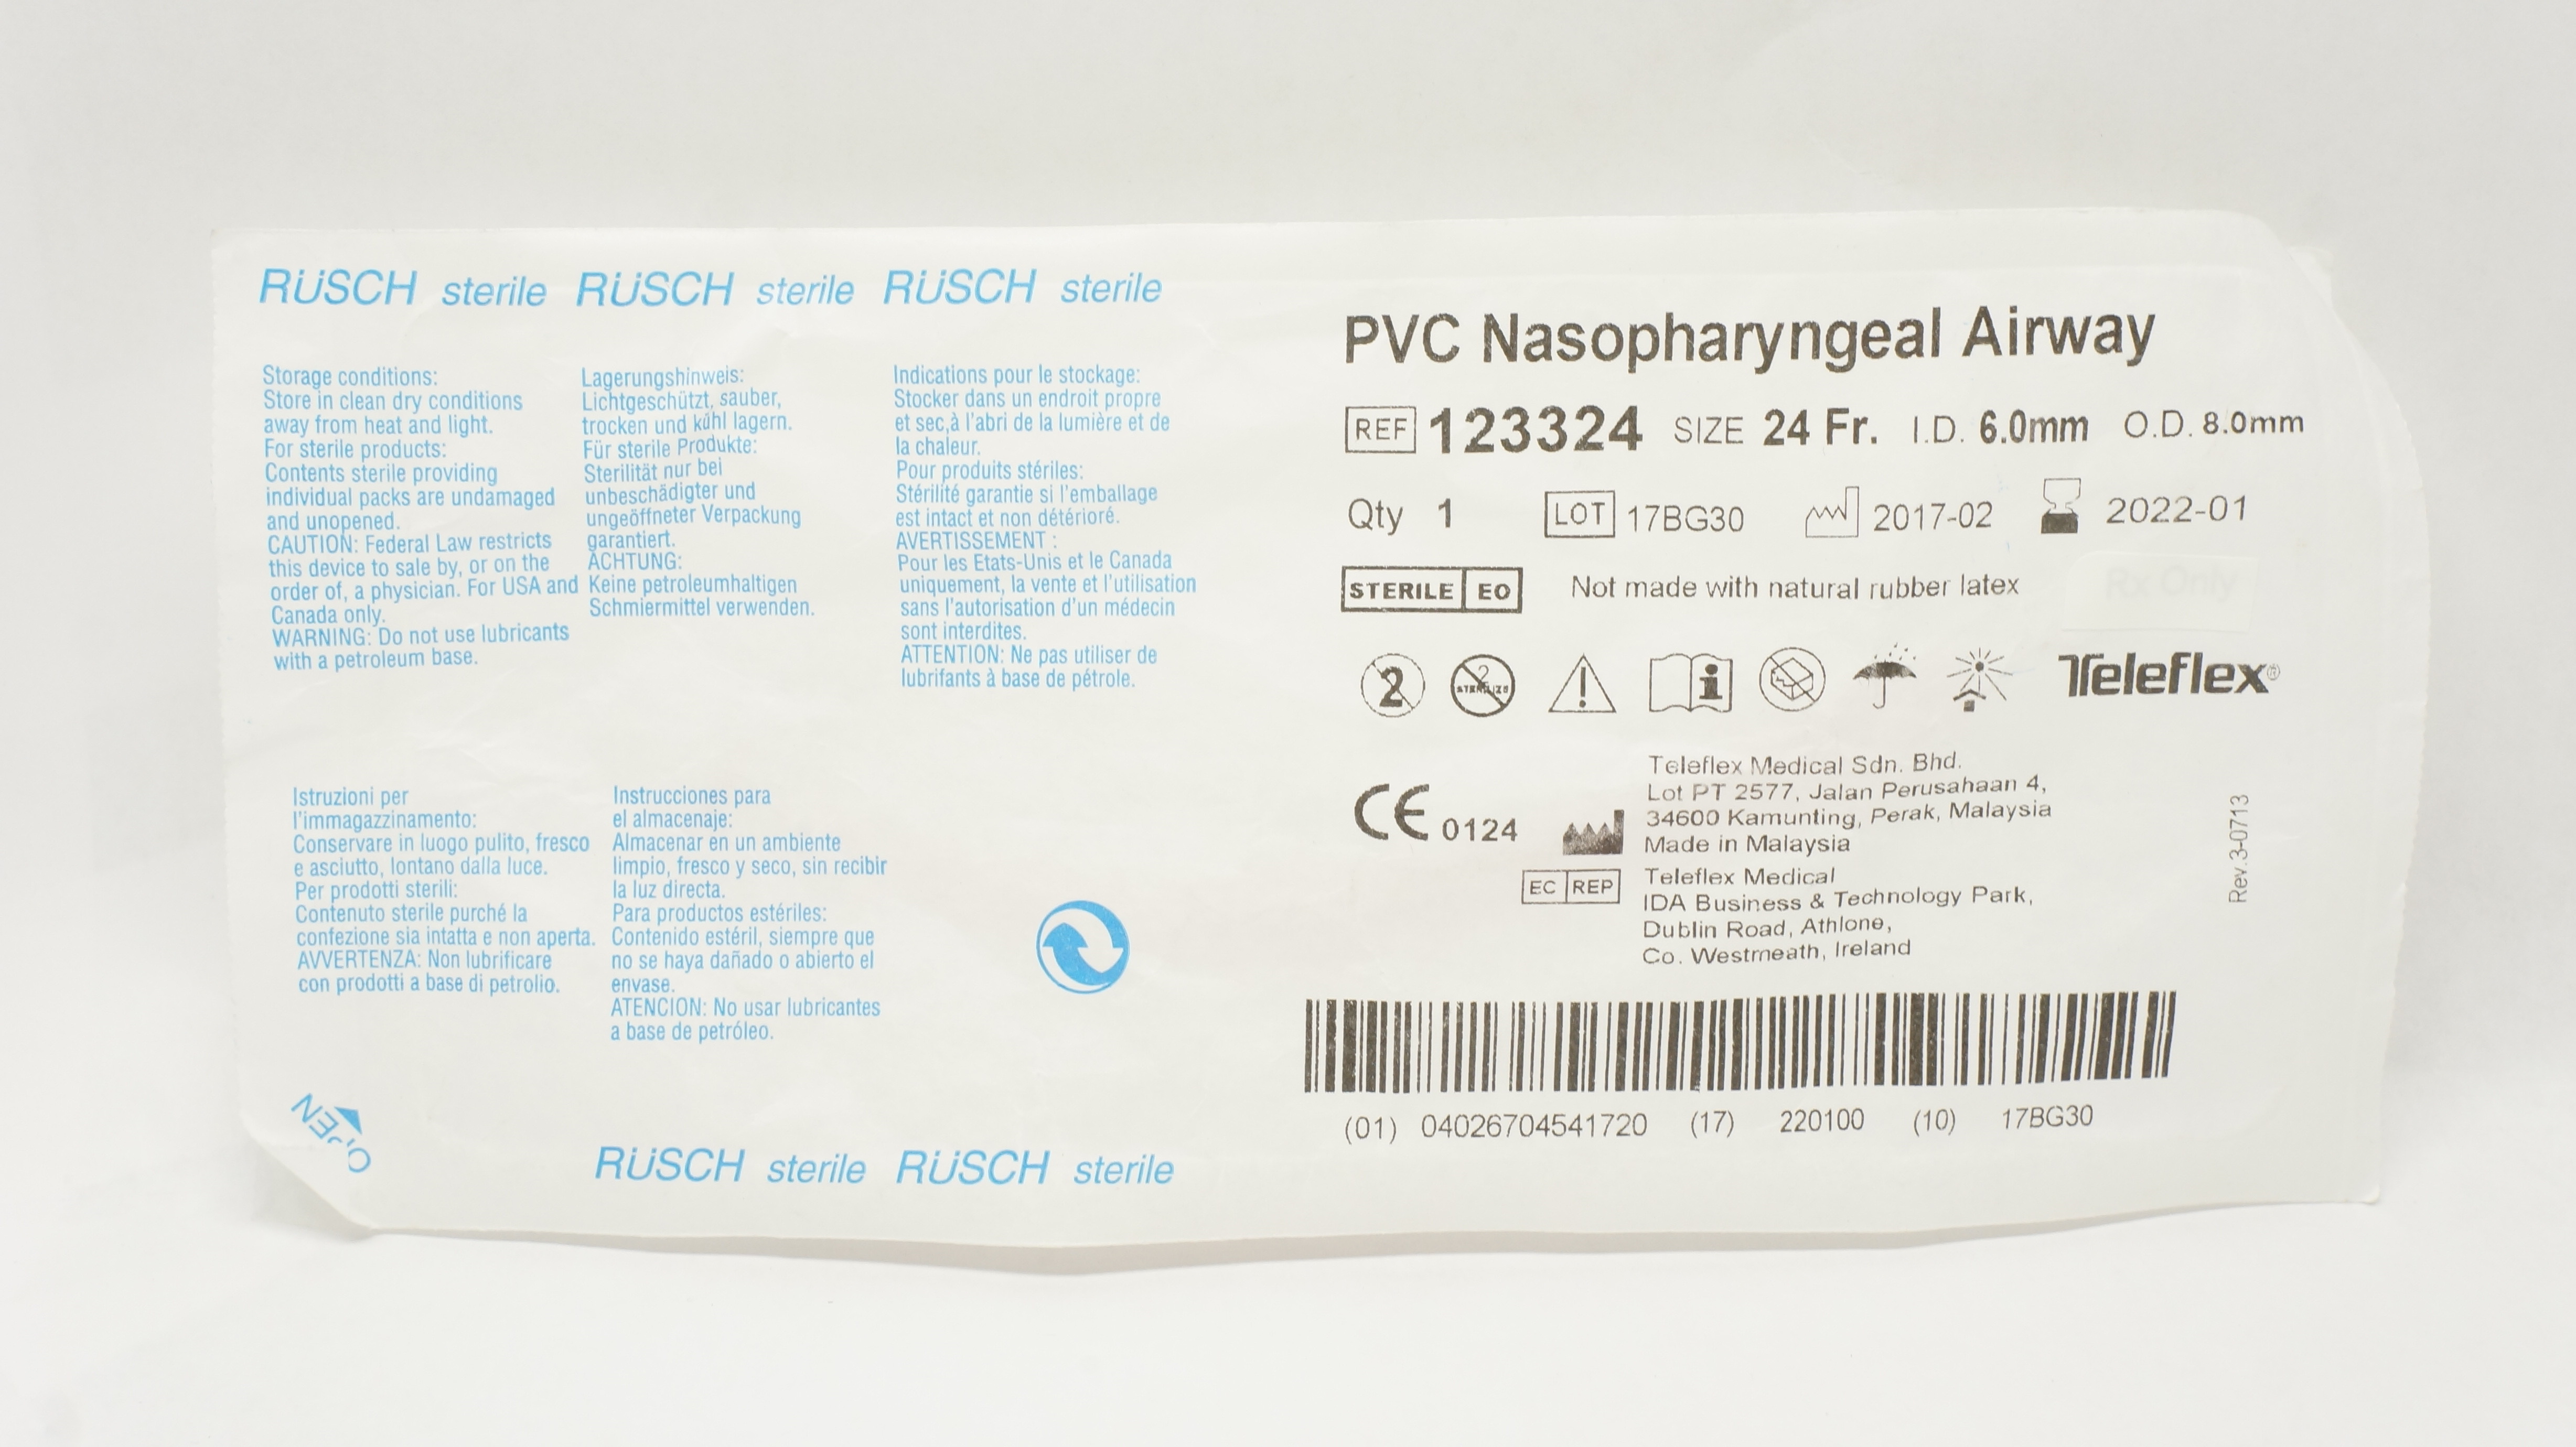 RÜSCH sterile RÜSCH sterile RÜSCH sterile
Storage conditions:
Store in clean dry conditions
away from heat and light.
For sterile products:
Contents sterile providing
individual packs are undamaged
and unopened.
CAUTION: Federal Law restricts
this device to sale by, or on the
order of, a physician. For USA and
Canada only.
WARNING: Do not use lubricants
with a petroleum base.
Lagerungshinweis:
Lichtgeschützt, sauber,
trocken und kühl lagern.
Für sterile Produkte:
Sterilität nur bei
unbeschädigter und
ungeöffneter Verpackung
garantiert.
ACHTUNG:
Keine petroleumhaltigen
Schmiermittel verwenden.
Indications pour le stockage:
Stocker dans un endroit propre
et sec,à l'abri de la lumière et de
la chaleur.
Pour produits stériles:
Stérilité garantie si l'emballage
est intact et non détérioré.
AVERTISSEMENT :
Pour les Etats-Unis et le Canada
uniquement, la vente et l'utilisation
sans l'autorisation d'un médecin
sont interdites.
ATTENTION: Ne pas utiliser de
lubrifants à base de pétrole.
Istruzioni per
l'immagazzinamento:
Conservare in luogo pulito, fresco
e asciutto, lontano dalla luce.
Per prodotti sterili:
Contenuto sterile purché la
confezione sia intatta e non aperta.
AVVERTENZA: Non lubrificare
con prodotti a base di petrolio.
Instrucciones para
el almacenaje:
Almacenar en un ambiente
limpio, fresco y seco, sin recibir
la luz directa.
Para productos estériles:
Contenido estéril, siempre que
no se haya dañado o abierto el
envase.
ATENCION: No usar lubricantes
a base de petróleo.
OPEN
RÜSCH sterile RÜSCH sterile
PVC Nasopharyngeal Airway
REF 123324 SIZE 24 Fr. I.D. 6.0mm O.D. 8.0mm
Qty 1 LOT 17BG30 2017-02 2022-01
STERILE EO Not made with natural rubber latex Rx Only
2 2 STERILIZE i Teleflex®
CE 0124
Teleflex Medical Sdn. Bhd.
Lot PT 2577, Jalan Perusahaan 4,
34600 Kamunting, Perak, Malaysia
Made in Malaysia
EC REP Teleflex Medical
IDA Business & Technology Park,
Dublin Road, Athlone,
Co. Westmeath, Ireland
Rev.3-0713
(01) 04026704541720 (17) 220100 (10) 17BG30